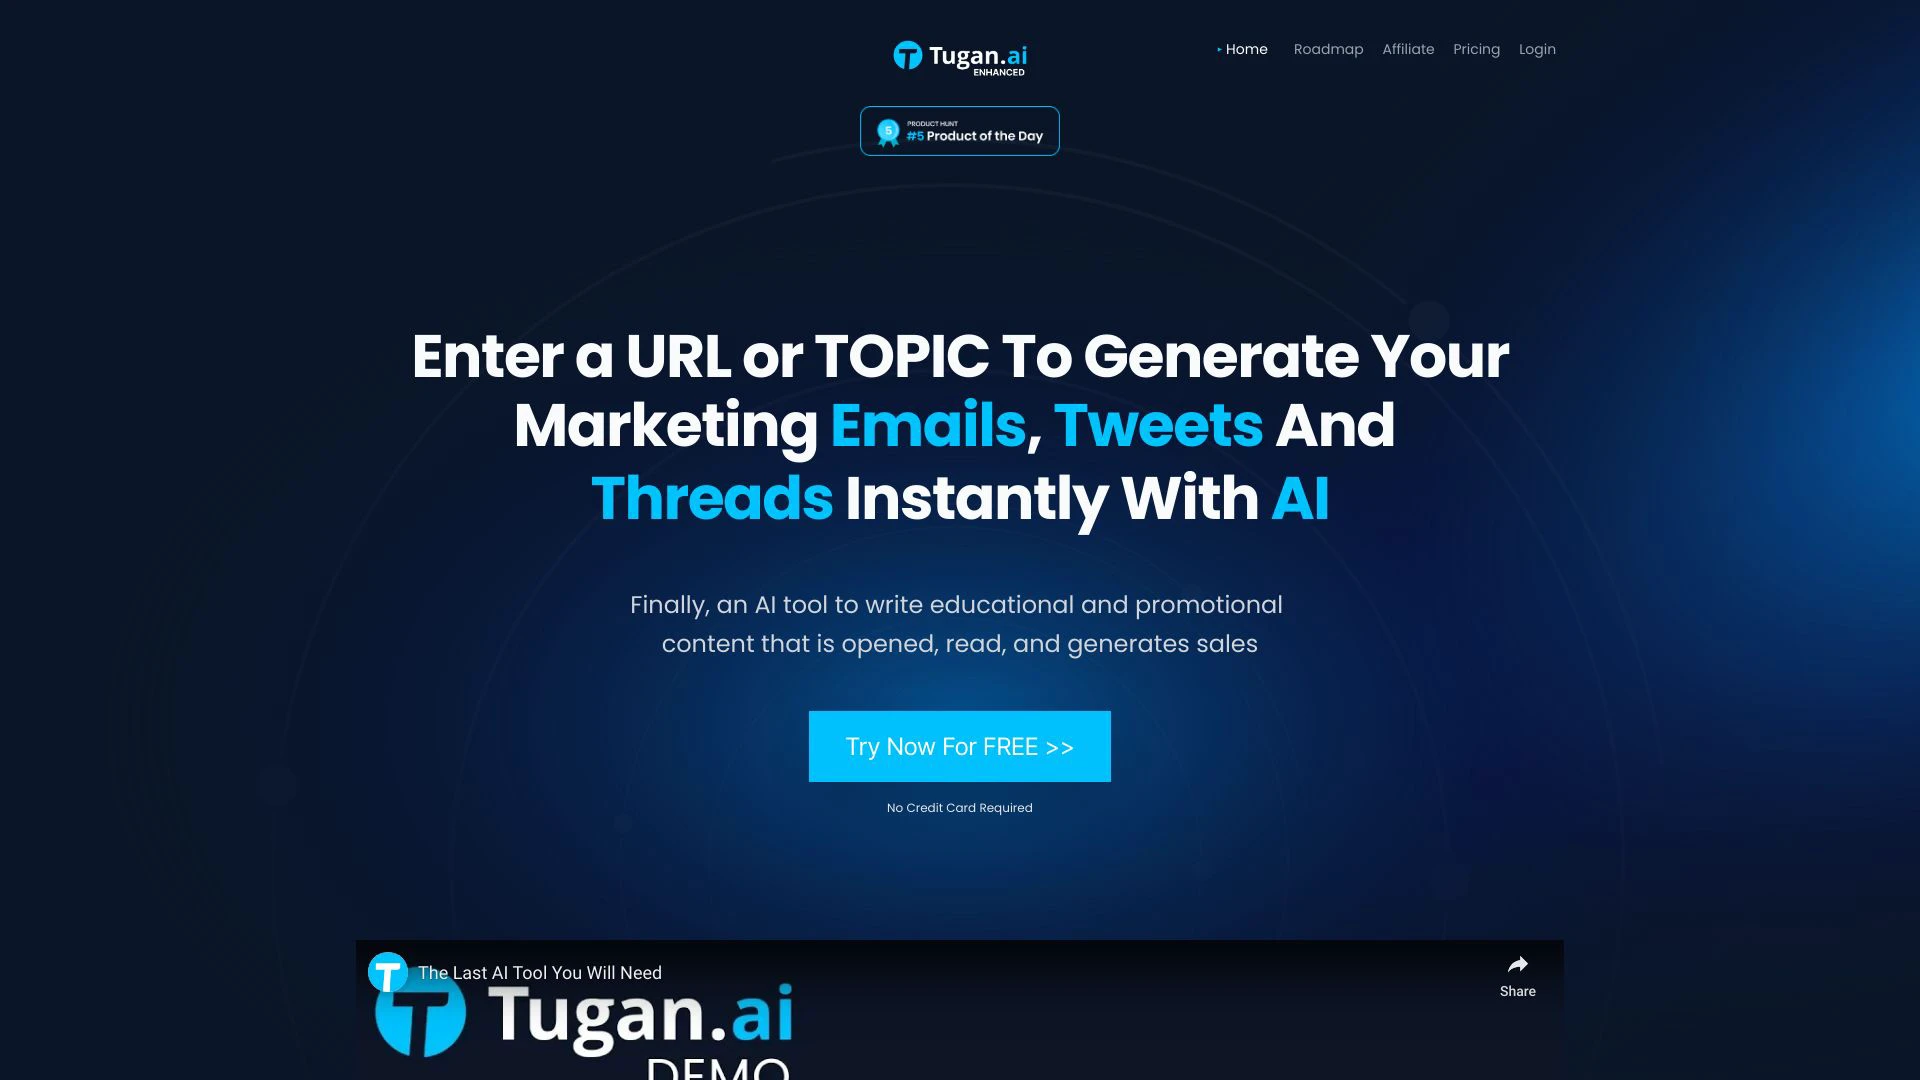 Tugan.ai
ENHANCED
Home Roadmap Affiliate Pricing Login
5
PRODUCT HUNT
#5 Product of the Day
Enter a URL or TOPIC To Generate Your
Marketing Emails, Tweets And
Threads Instantly With AI
Finally, an AI tool to write educational and promotional
content that is opened, read, and generates sales
Try Now For FREE >>
No Credit Card Required
The Last AI Tool You Will Need
Share
Tugan.ai
DEMO